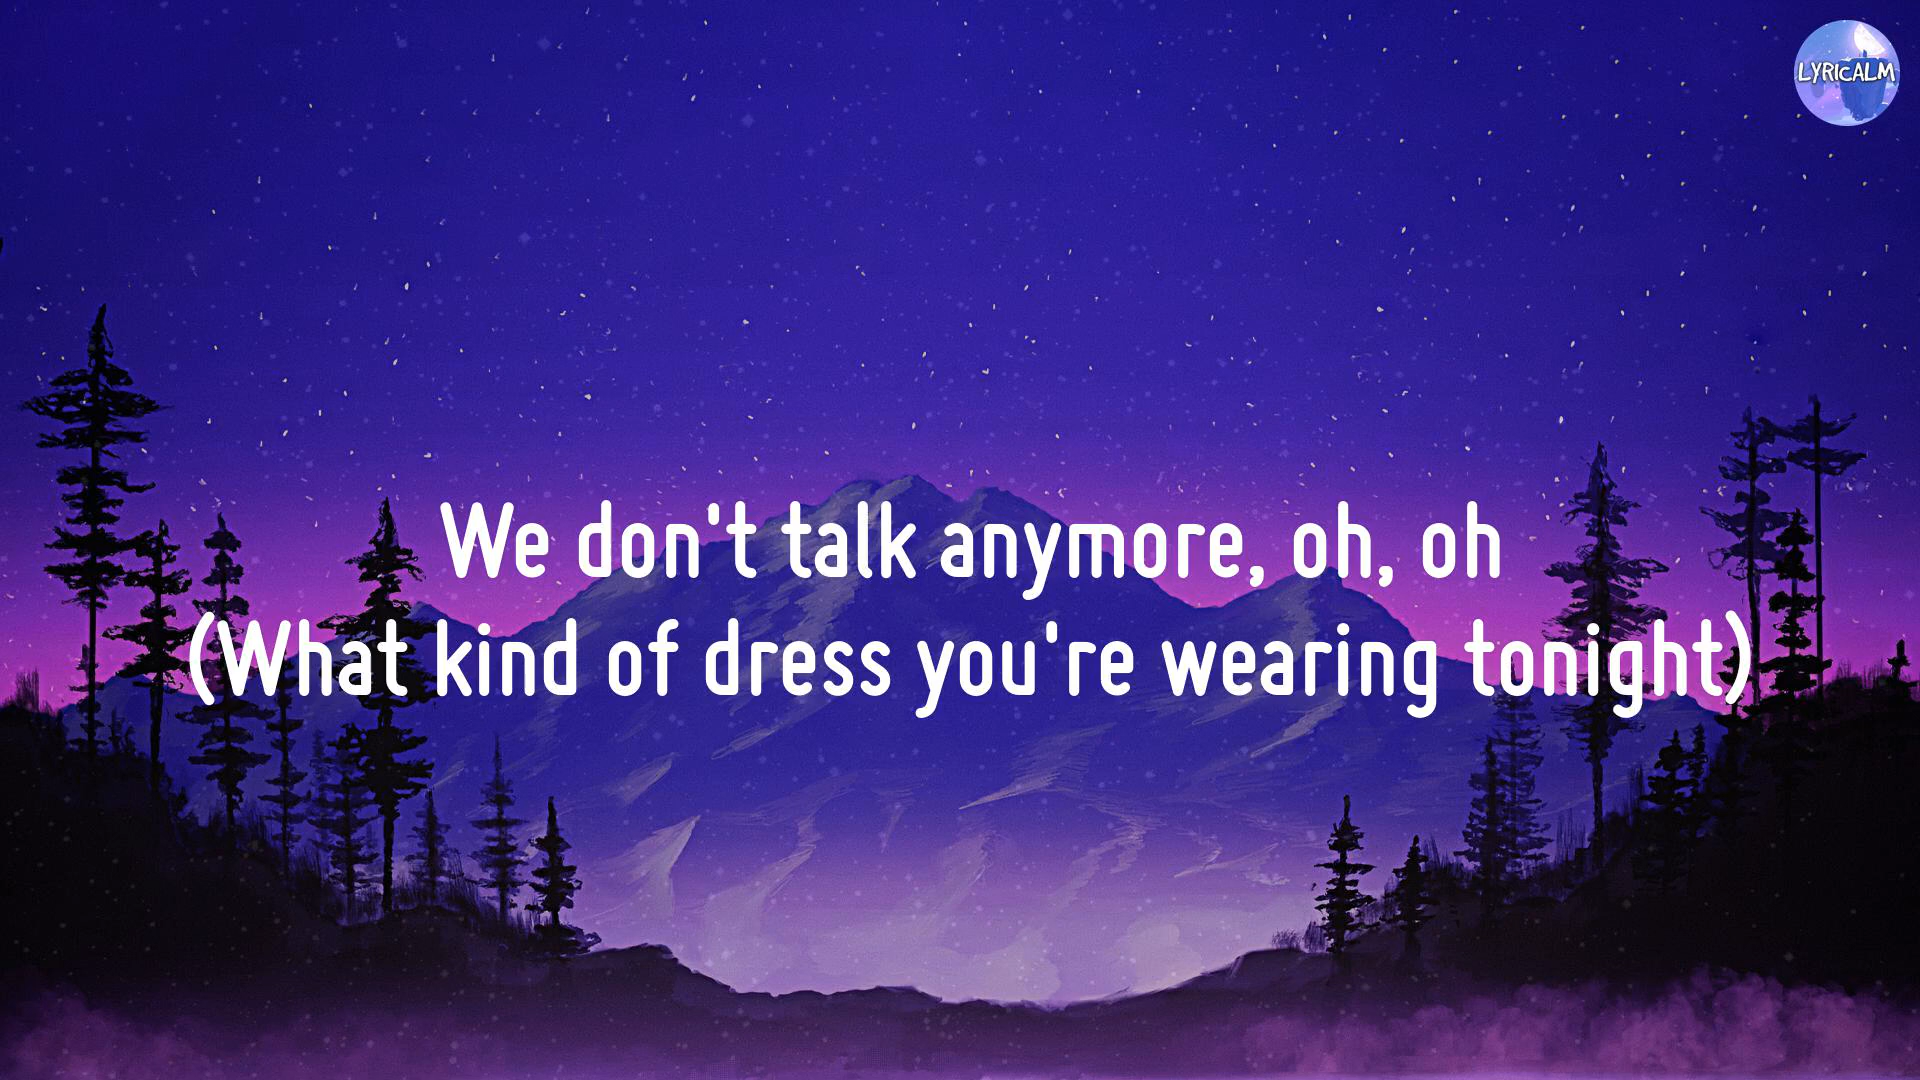 LYRICALM
We don't talk anymore, oh, oh
(What kind of dress you're wearing tonight)